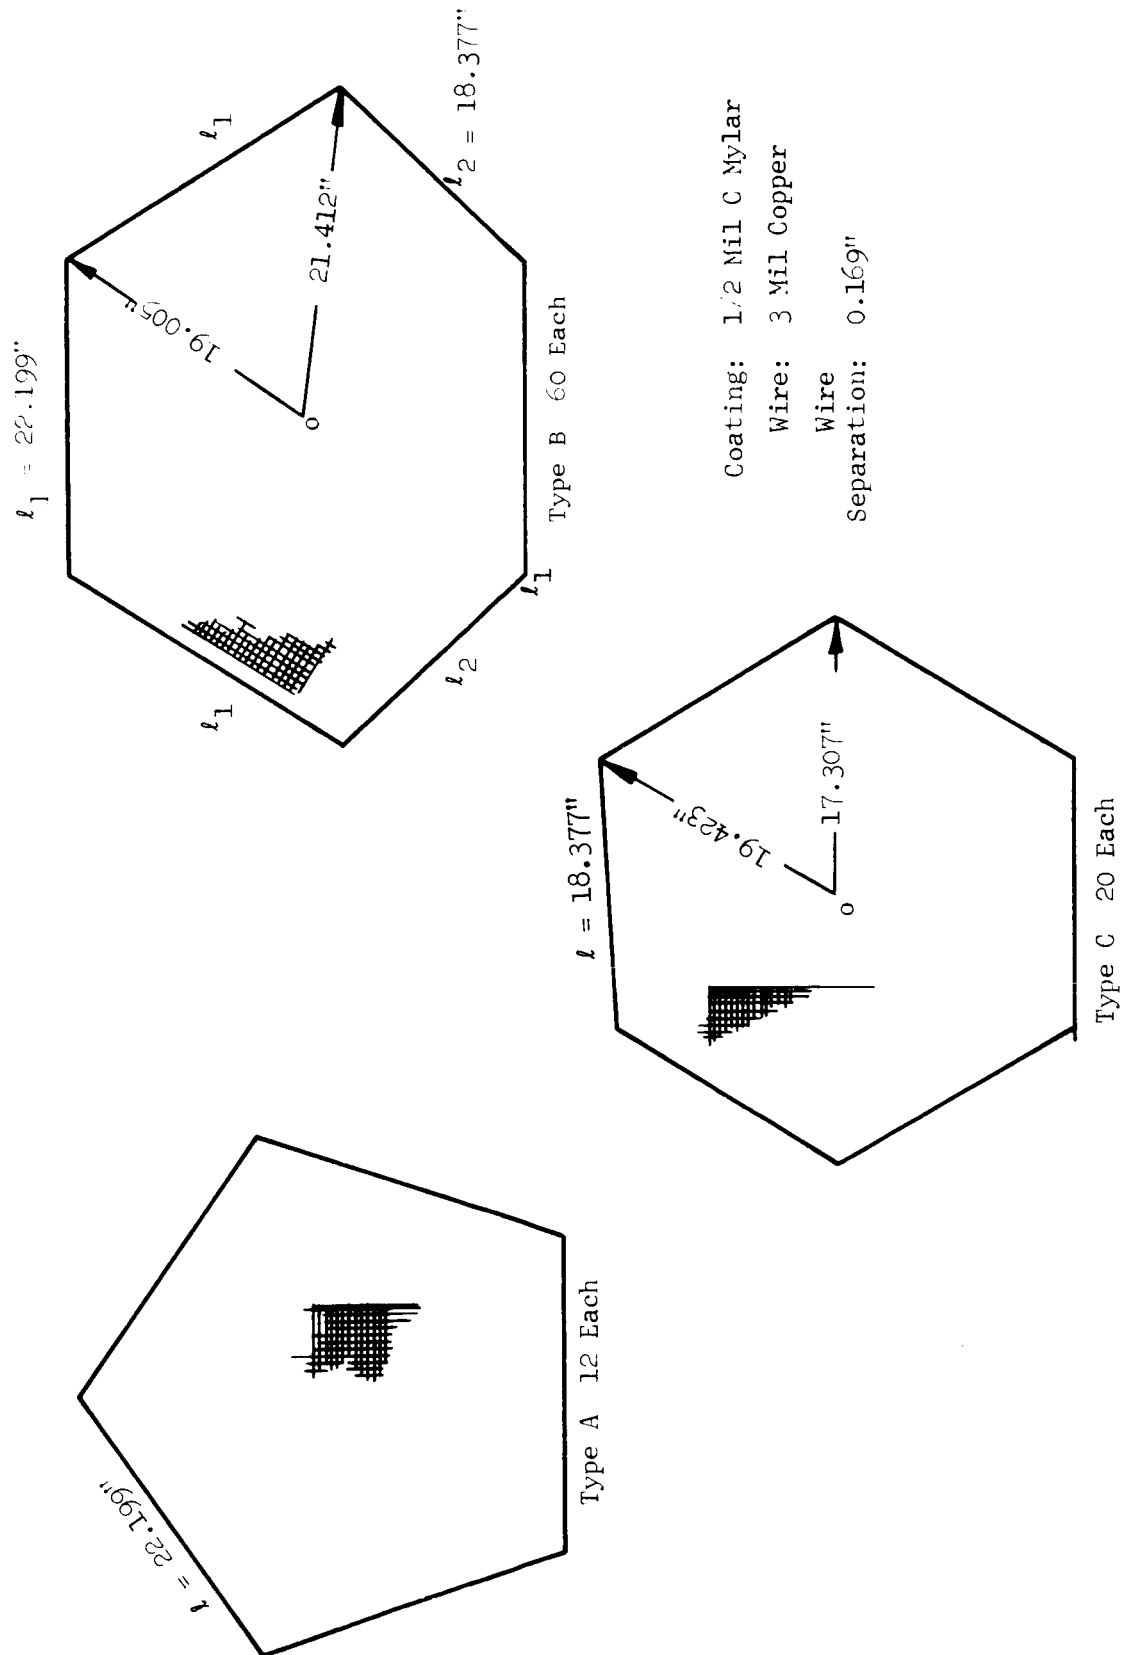 ℓ = 22.199"
Type A 12 Each
ℓ1 = 22.199"
ℓ1
19.005"
21.412"
o
ℓ1
ℓ2
ℓ1
ℓ2 = 18.377"
Type B 60 Each
ℓ = 18.377"
19.423"
17.307"
o
Type C 20 Each
Coating: 1/2 Mil C Mylar
Wire: 3 Mil Copper
Wire
Separation: 0.169"